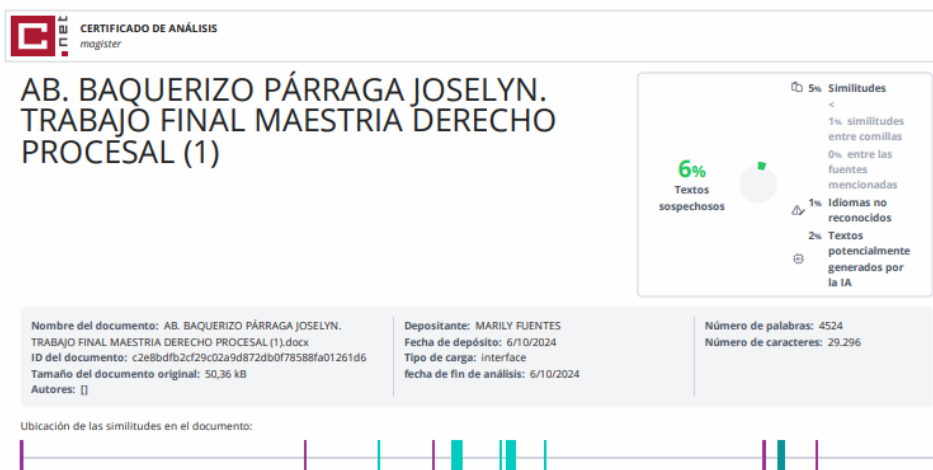 C
.net
CERTIFICADO DE ANÁLISIS
magister
AB. BAQUERIZO PÁRRAGA JOSELYN.
TRABAJO FINAL MAESTRIA DERECHO
PROCESAL (1)
6%
Textos
sospechosos
5% Similitudes
<
1% similitudes
entre comillas
0% entre las
fuentes
mencionadas
1% Idiomas no
reconocidos
2% Textos
potencialmente
generados por
la IA
Nombre del documento: AB. BAQUERIZO PÁRRAGA JOSELYN.
TRABAJO FINAL MAESTRIA DERECHO PROCESAL (1).docx
ID del documento: c2e8bdfb2cf29c02a9d872db0f78588fa01261d6
Tamaño del documento original: 50,36 kB
Autores: []
Depositante: MARILY FUENTES
Fecha de depósito: 6/10/2024
Tipo de carga: interface
fecha de fin de análisis: 6/10/2024
Número de palabras: 4524
Número de caracteres: 29.296
Ubicación de las similitudes en el documento: